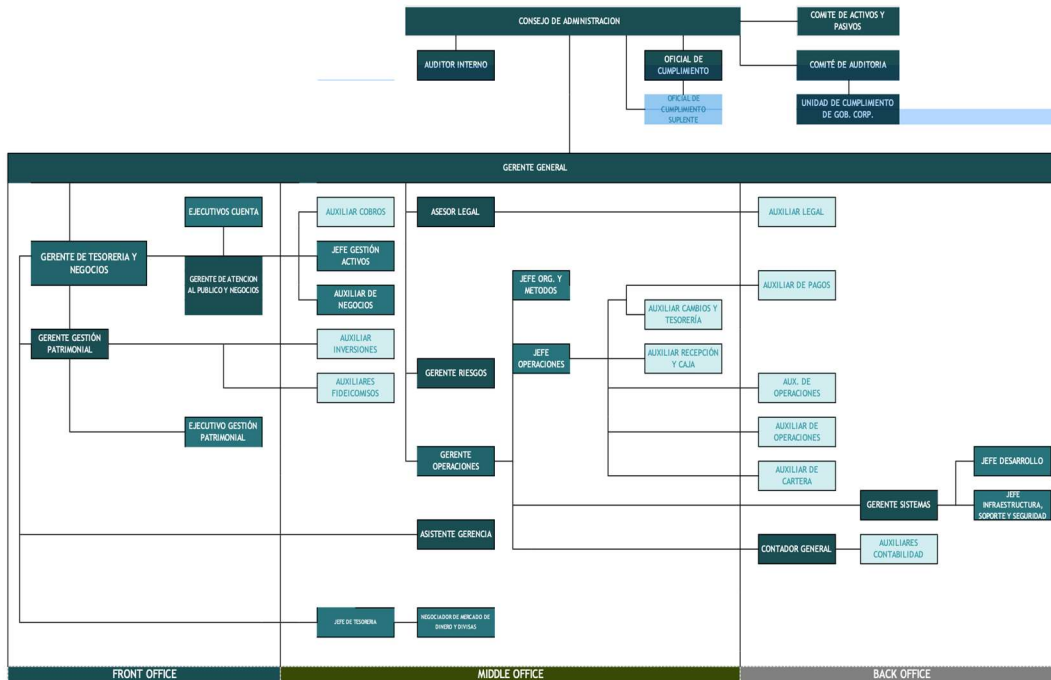 CONSEJO DE ADMINISTRACION
COMITE DE ACTIVOS Y
PASIVOS
AUDITOR INTERNO
OFICIAL DE
CUMPLIMIENTO
COMITÉ DE AUDITORIA
OFICIAL DE
CUMPLIMIENTO
SUPLENTE
UNIDAD DE CUMPLIMIENTO
DE GOB. CORP.
GERENTE GENERAL
EJECUTIVOS CUENTA
AUXILIAR COBROS
ASESOR LEGAL
AUXILIAR LEGAL
GERENTE DE TESORERIA Y
NEGOCIOS
GERENTE DE ATENCION
AL PUBLICO Y NEGOCIOS
JEFE GESTIÓN
ACTIVOS
AUXILIAR DE
NEGOCIOS
JEFE ORG. Y
METODOS
AUXILIAR DE PAGOS
AUXILIAR CAMBIOS Y
TESORERÍA
GERENTE GESTIÓN
PATRIMONIAL
AUXILIAR
INVERSIONES
JEFE
OPERACIONES
AUXILIAR RECEPCIÓN
Y CAJA
AUXILIARES
FIDEICOMISOS
GERENTE RIESGOS
AUX. DE
OPERACIONES
EJECUTIVO GESTIÓN
PATRIMONIAL
AUXILIAR DE
OPERACIONES
GERENTE
OPERACIONES
AUXILIAR DE
CARTERA
JEFE DESARROLLO
GERENTE SISTEMAS
JEFE
INFRAESTRUCTURA,
SOPORTE Y SEGURIDAD
ASISTENTE GERENCIA
CONTADOR GENERAL
AUXILIARES
CONTABILIDAD
JEFE DE TESORERIA
NEGOCIADOR DE MERCADO DE
DINERO Y DIVISAS
FRONT OFFICE
MIDDLE OFFICE
BACK OFFICE